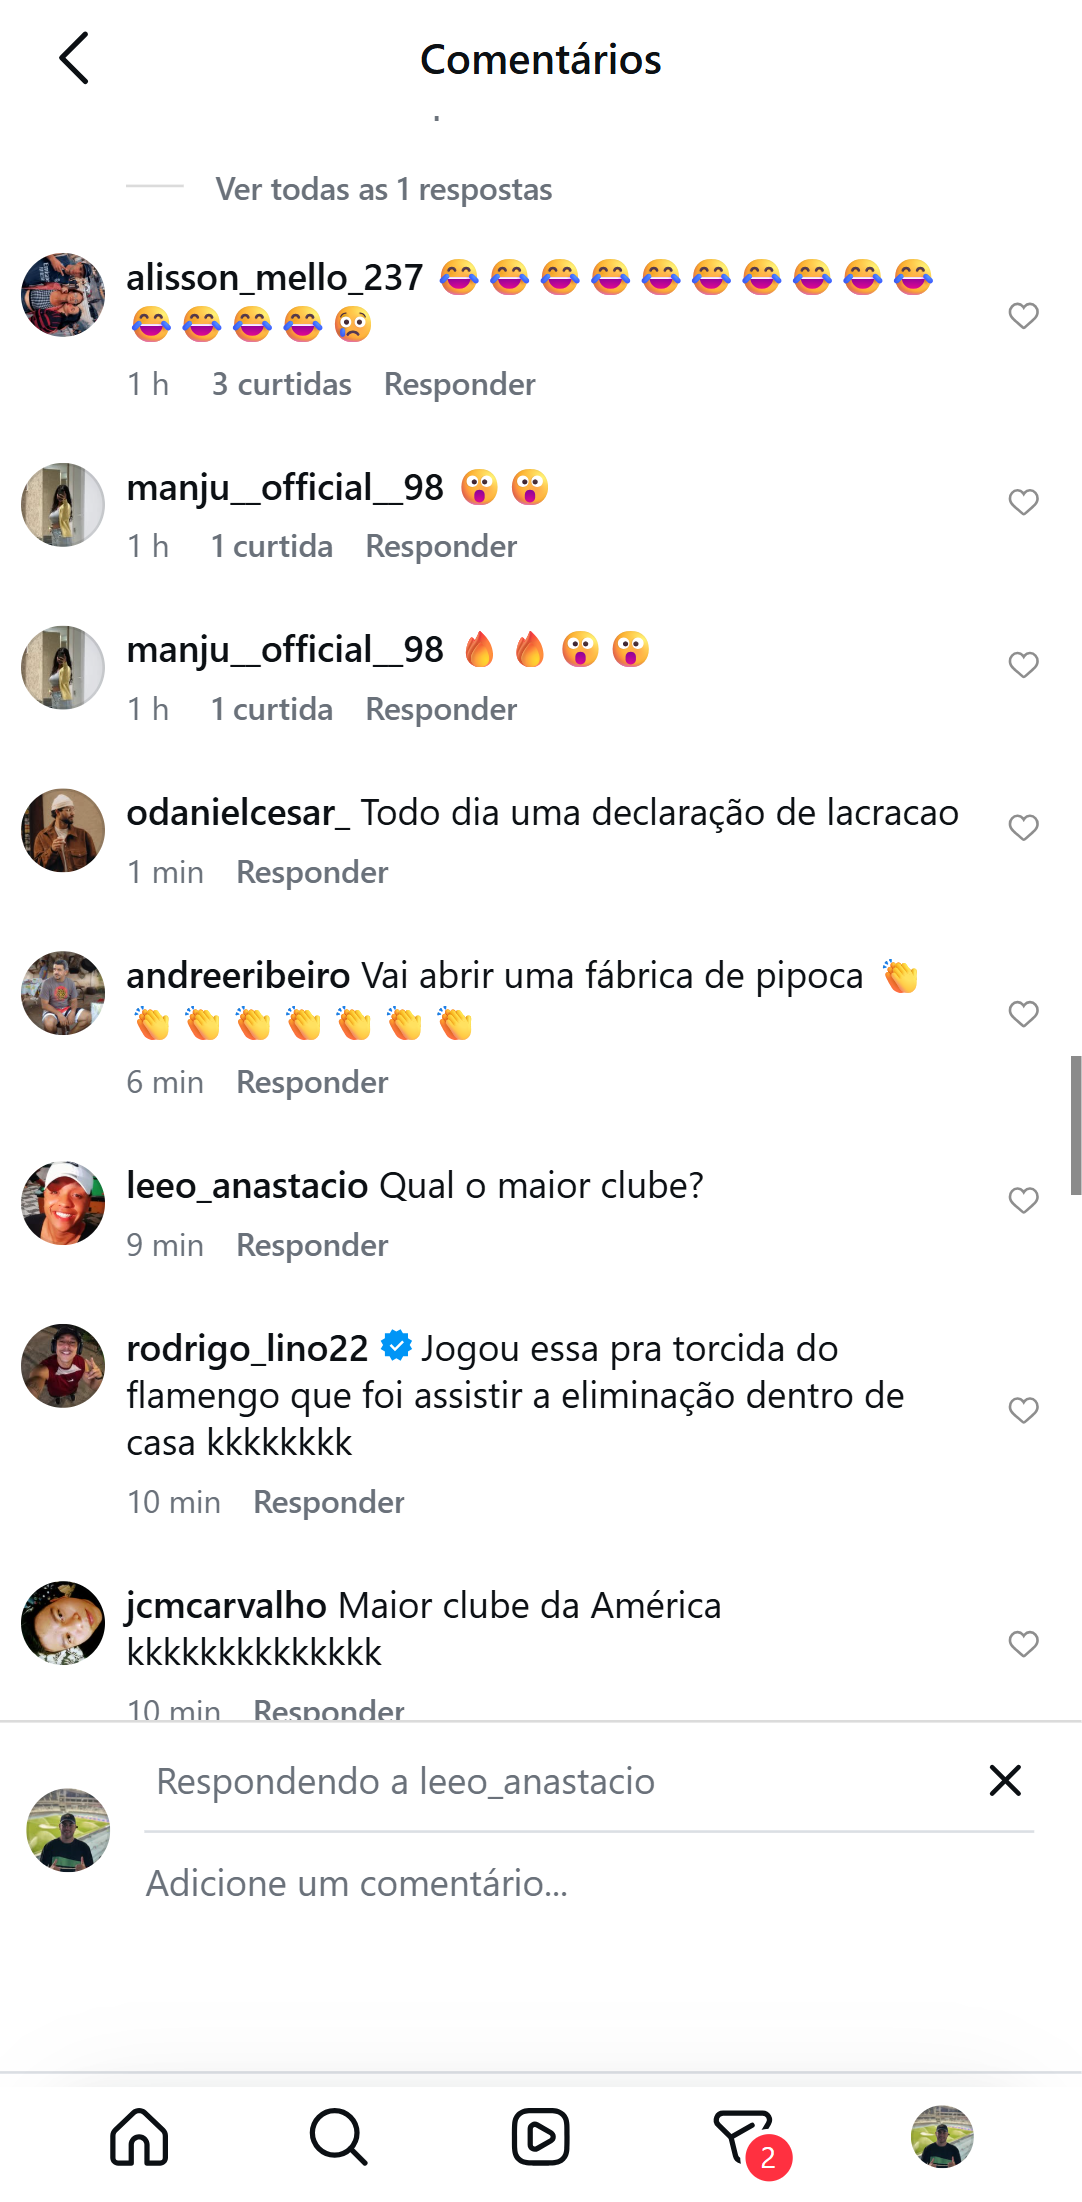 Comentários
Ver todas as 1 respostas
alisson_mello_237 😂😂😂😂😂😂😂😂😂😂
😂😂😂😂😢
1 h 3 curtidas Responder
manju__official__98 😲😲
1 h 1 curtida Responder
manju__official__98 🔥🔥😲😲
1 h 1 curtida Responder
odanielcesar_ Todo dia uma declaração de lacracao
1 min Responder
andreeribeiro Vai abrir uma fábrica de pipoca 👏
👏👏👏👏👏👏👏
6 min Responder
leeo_anastacio Qual o maior clube?
9 min Responder
rodrigo_lino22 Jogou essa pra torcida do
flamengo que foi assistir a eliminação dentro de
casa kkkkkkkk
10 min Responder
jcmcarvalho Maior clube da América
kkkkkkkkkkkkkk
10 min Responder
Respondendo a leeo_anastacio
Adicione um comentário...
2